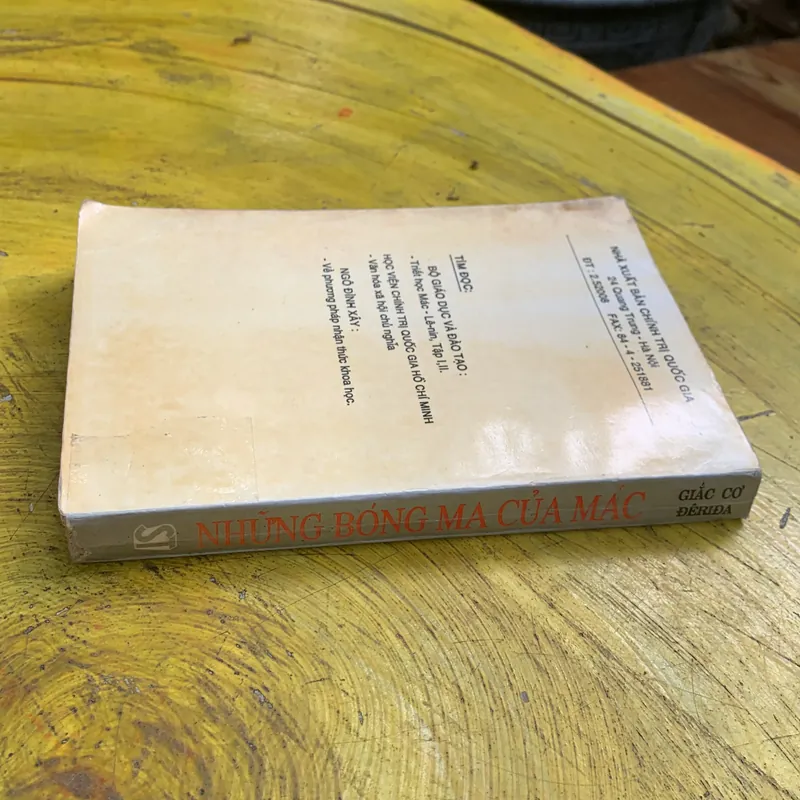 NHÀ XUẤT BẢN CHÍNH TRỊ QUỐC GIA
24 Quang Trung - Hà Nội
ĐT : 2.52008 FAX: 84 - 4 - 251881
TÌM ĐỌC:
BỘ GIÁO DỤC VÀ ĐÀO TẠO :
- Triết học Mác - Lê-nin, Tập I,II.
HỌC VIỆN CHÍNH TRỊ QUỐC GIA HỒ CHÍ MINH
- Văn hóa xã hội chủ nghĩa
NGÔ ĐÌNH XÂY :
- Về phương pháp nhận thức khoa học.
NHỮNG BÓNG MA CỦA MÁC
GIẮC CƠ
ĐÊRIĐA